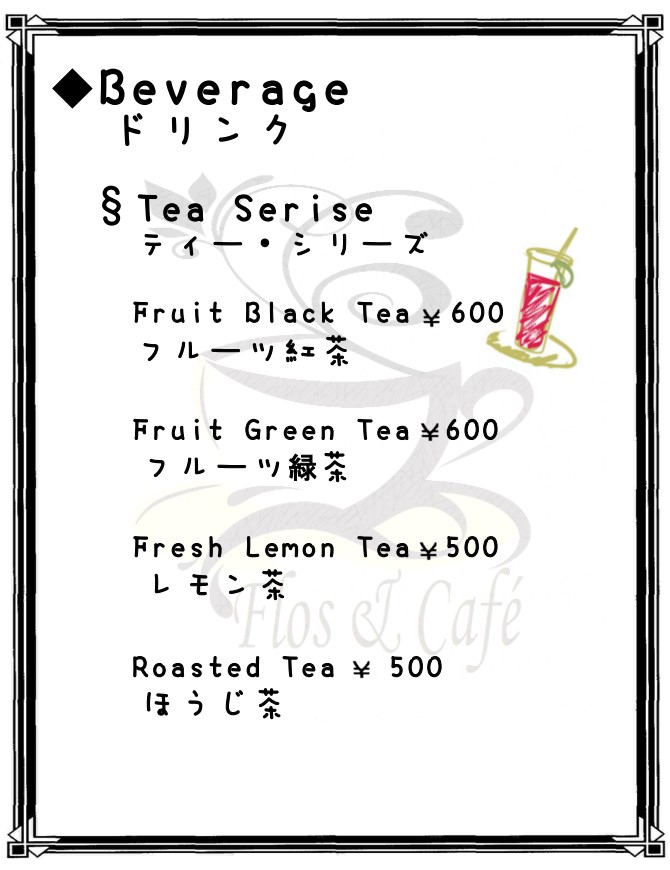 ◆Beverage
ドリンク
§Tea Serise
ティー・シリーズ
Fruit Black Tea ¥600
フルーツ紅茶
Fruit Green Tea ¥600
フルーツ緑茶
Fresh Lemon Tea ¥500
レモン茶
Flos & Café
Roasted Tea ¥ 500
ほうじ茶